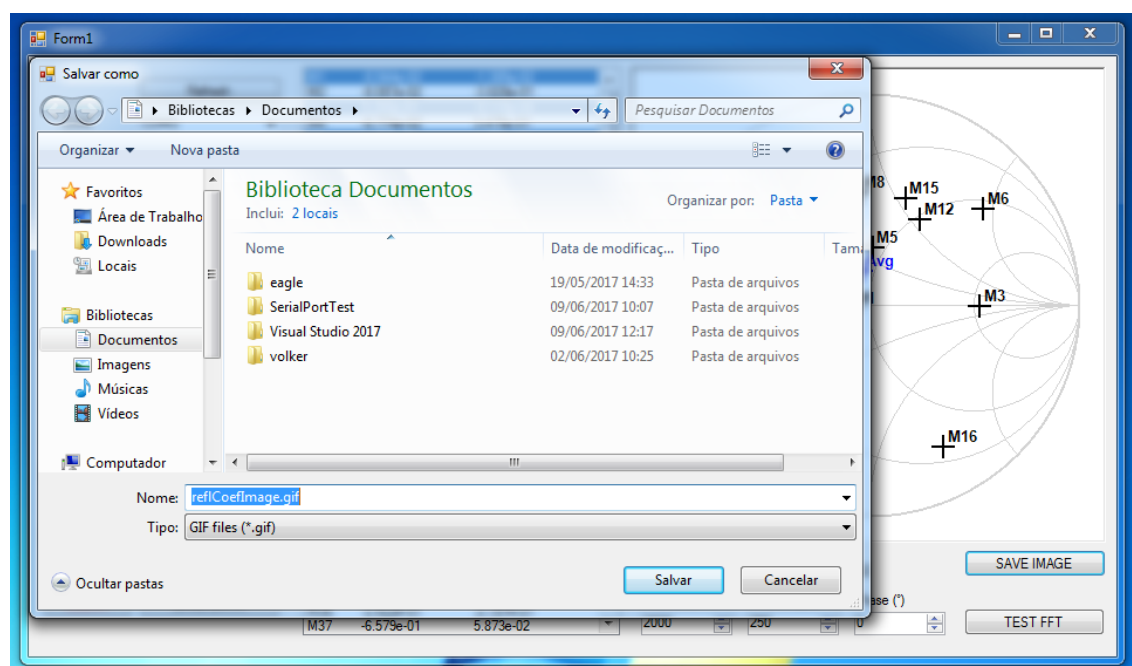 Form1
Salvar como
Bibliotecas Documentos
Pesquisar Documentos
Organizar Nova pasta
Favoritos
Área de Trabalho
Downloads
Locais
Bibliotecas
Documentos
Imagens
Músicas
Vídeos
Computador
Biblioteca Documentos
Inclui: 2 locais
Organizar por: Pasta
Nome Data de modificaç... Tipo Tama
eagle 19/05/2017 14:33 Pasta de arquivos
SerialPortTest 09/06/2017 10:07 Pasta de arquivos
Visual Studio 2017 09/06/2017 12:17 Pasta de arquivos
volker 02/06/2017 10:25 Pasta de arquivos
Nome: reflCoefImage.gif
Tipo: GIF files (*.gif)
Ocultar pastas
Salvar Cancelar
M15
M6
M12
M5
Avg
M3
M16
SAVE IMAGE
ase (°)
M37 -6.579e-01 5.873e-02 2000 250 0
TEST FFT